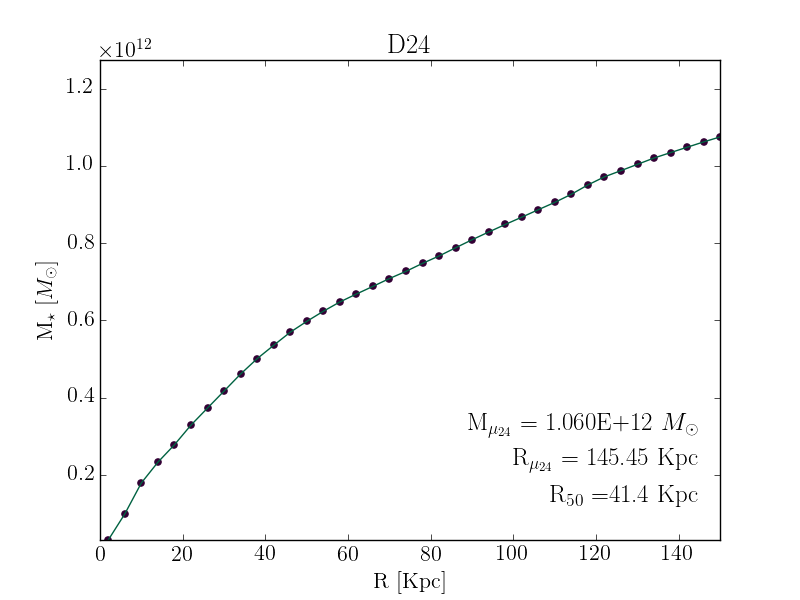 D24
×10¹²
1.2
1.0
0.8
0.6
0.4
0.2
M⋆ [M⊙]
M_μ₂₄ = 1.060E+12 M⊙
R_μ₂₄ = 145.45 Kpc
R₅₀ =41.4 Kpc
0 20 40 60 80 100 120 140
R [Kpc]